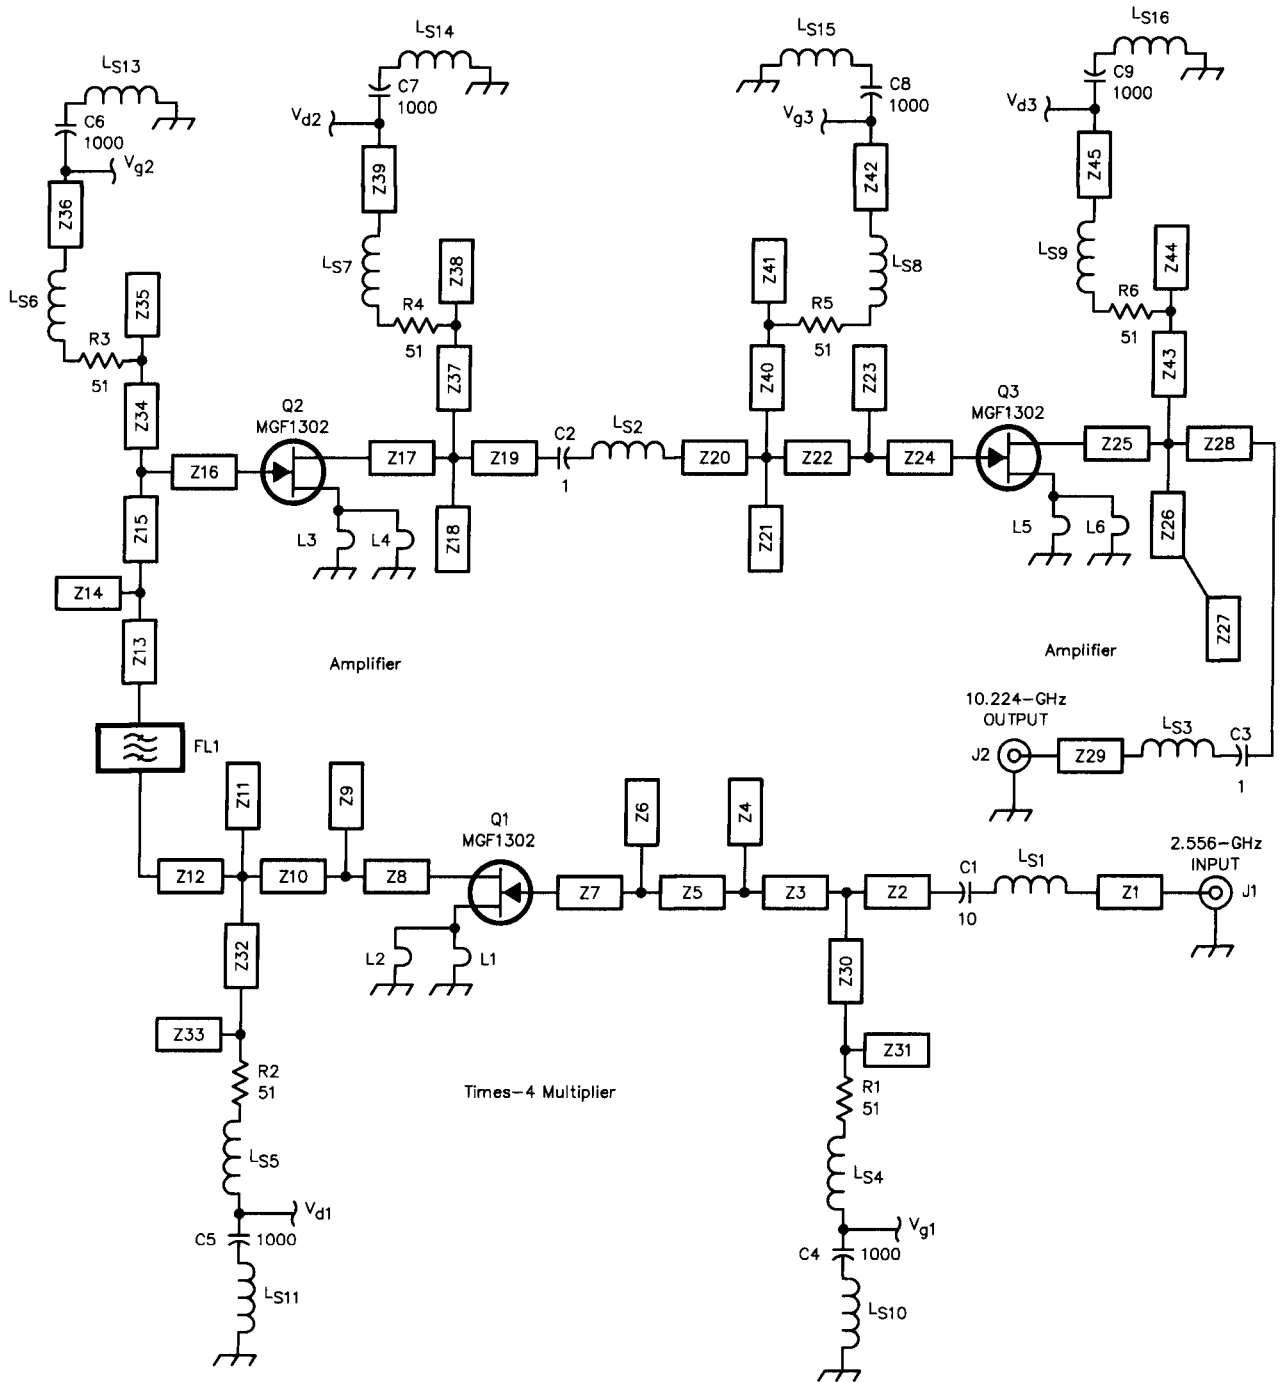 LS16
LS14
LS15
LS13
C9
1000
C7
1000
C8
1000
Vd3
Vd2
Vg3
C6
1000
Vg2
Z45
Z39
Z42
Z36
LS9
Z44
LS7
Z38
Z41
LS8
LS6
Z35
R6
51
R4
51
R5
51
R3
51
Z43
Z37
Z40
Z23
Z34
Q2
MGF1302
Q3
MGF1302
LS2
C2
1
Z16
Z17
Z19
Z20
Z22
Z24
Z25
Z28
Z15
L3
L4
Z18
Z21
L5
L6
Z26
Z14
Z27
Z13
Amplifier
Amplifier
10.224-GHz
OUTPUT
J2
Z29
LS3
C3
1
FL1
Z11
Z9
Q1
MGF1302
Z6
Z4
C1
10
LS1
2.556-GHz
INPUT
J1
Z12
Z10
Z8
Z7
Z5
Z3
Z2
Z1
L2
L1
Z32
Z30
Z33
Z31
R2
51
Times-4 Multiplier
R1
51
LS5
LS4
Vd1
Vg1
C5
1000
C4
1000
LS11
LS10